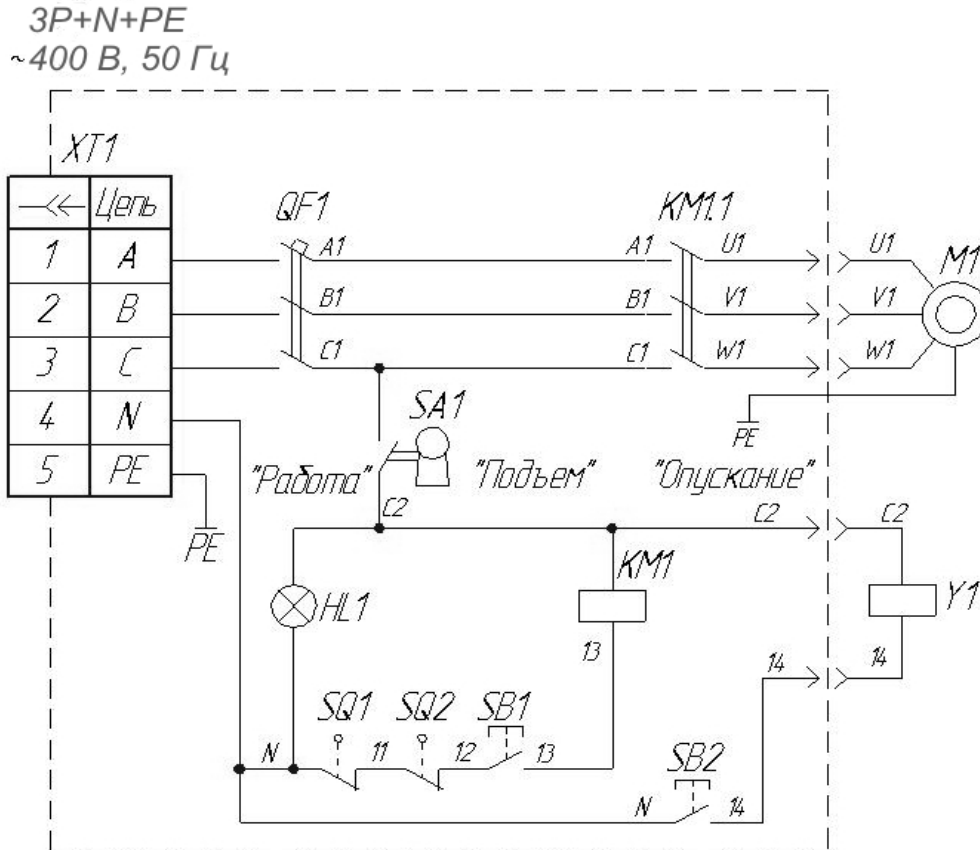 3P+N+PE
~400 В, 50 Гц
XT1
Цепь
QF1
KM1.1
1 A
A1
A1
U1
U1
M1
2 B
B1
B1
V1
V1
3 C
C1
C1
W1
W1
4 N
SA1
PE
5 PE
"Работа"
"Подъем"
"Опускание"
C2
C2
C2
PE
KM1
HL1
Y1
13
14
14
SQ1
SQ2
SB1
N
11
12
13
SB2
N
14